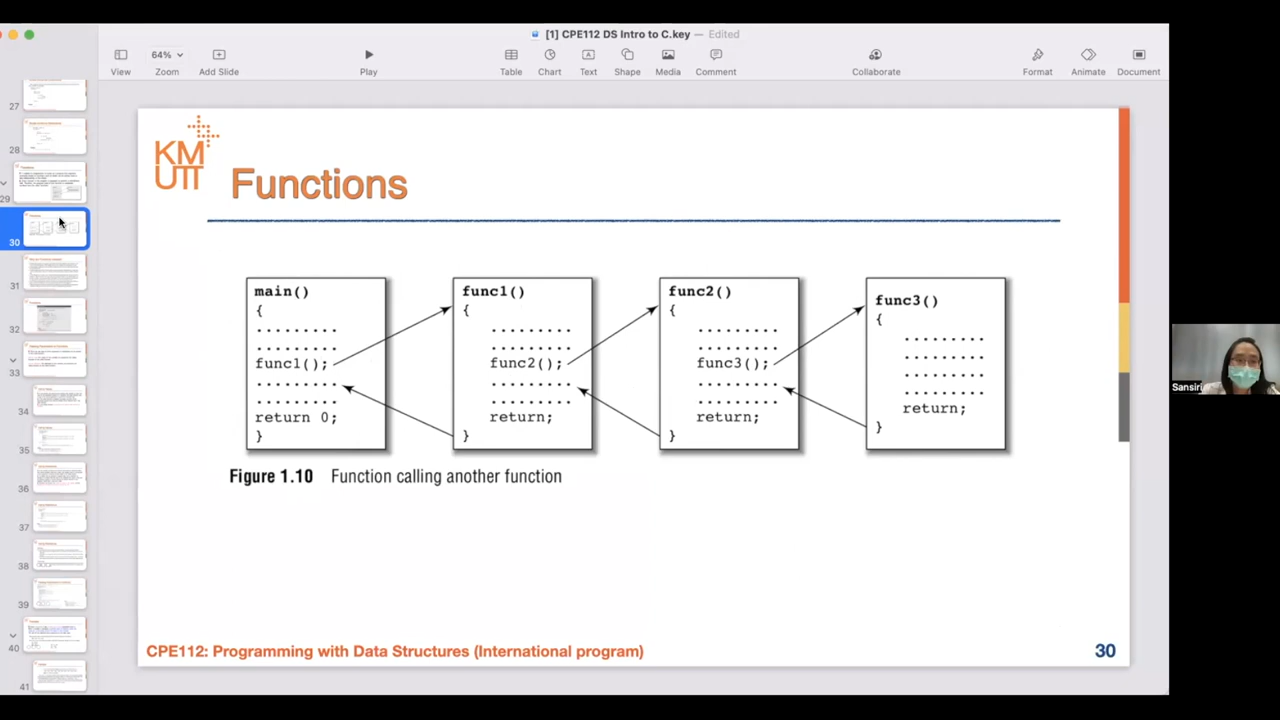 [1] CPE112 DS Intro to C.key — Edited
64%
View
Zoom
Add Slide
Play
Table
Chart
Text
Shape
Media
Comment
Collaborate
Format
Animate
Document
27
28
29
30
31
32
33
34
35
36
37
38
39
40
41
KM
UTT
Functions
main()
{
.........
.........
func1();
.........
.........
return 0;
}
func1()
{
.........
.........
func2();
.........
.........
return;
}
func2()
{
.........
.........
func3();
.........
.........
return;
}
func3()
{
.........
.........
.........
.........
return;
}
Figure 1.10 Function calling another function
CPE112: Programming with Data Structures (International program)
30
Sansiri